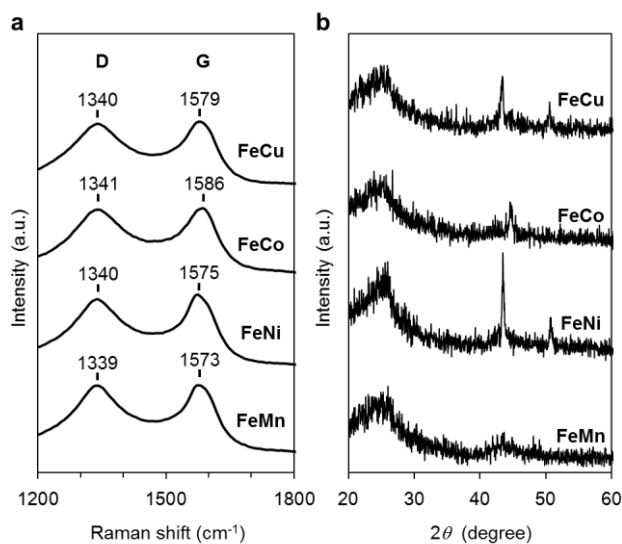 a
D G
1340 1579
FeCu
1341 1586
FeCo
1340 1575
FeNi
1339 1573
FeMn
Intensity (a.u.)
1200 1500 1800
Raman shift (cm⁻¹)
b
FeCu
FeCo
FeNi
FeMn
Intensity (a.u.)
20 30 40 50 60
2θ (degree)